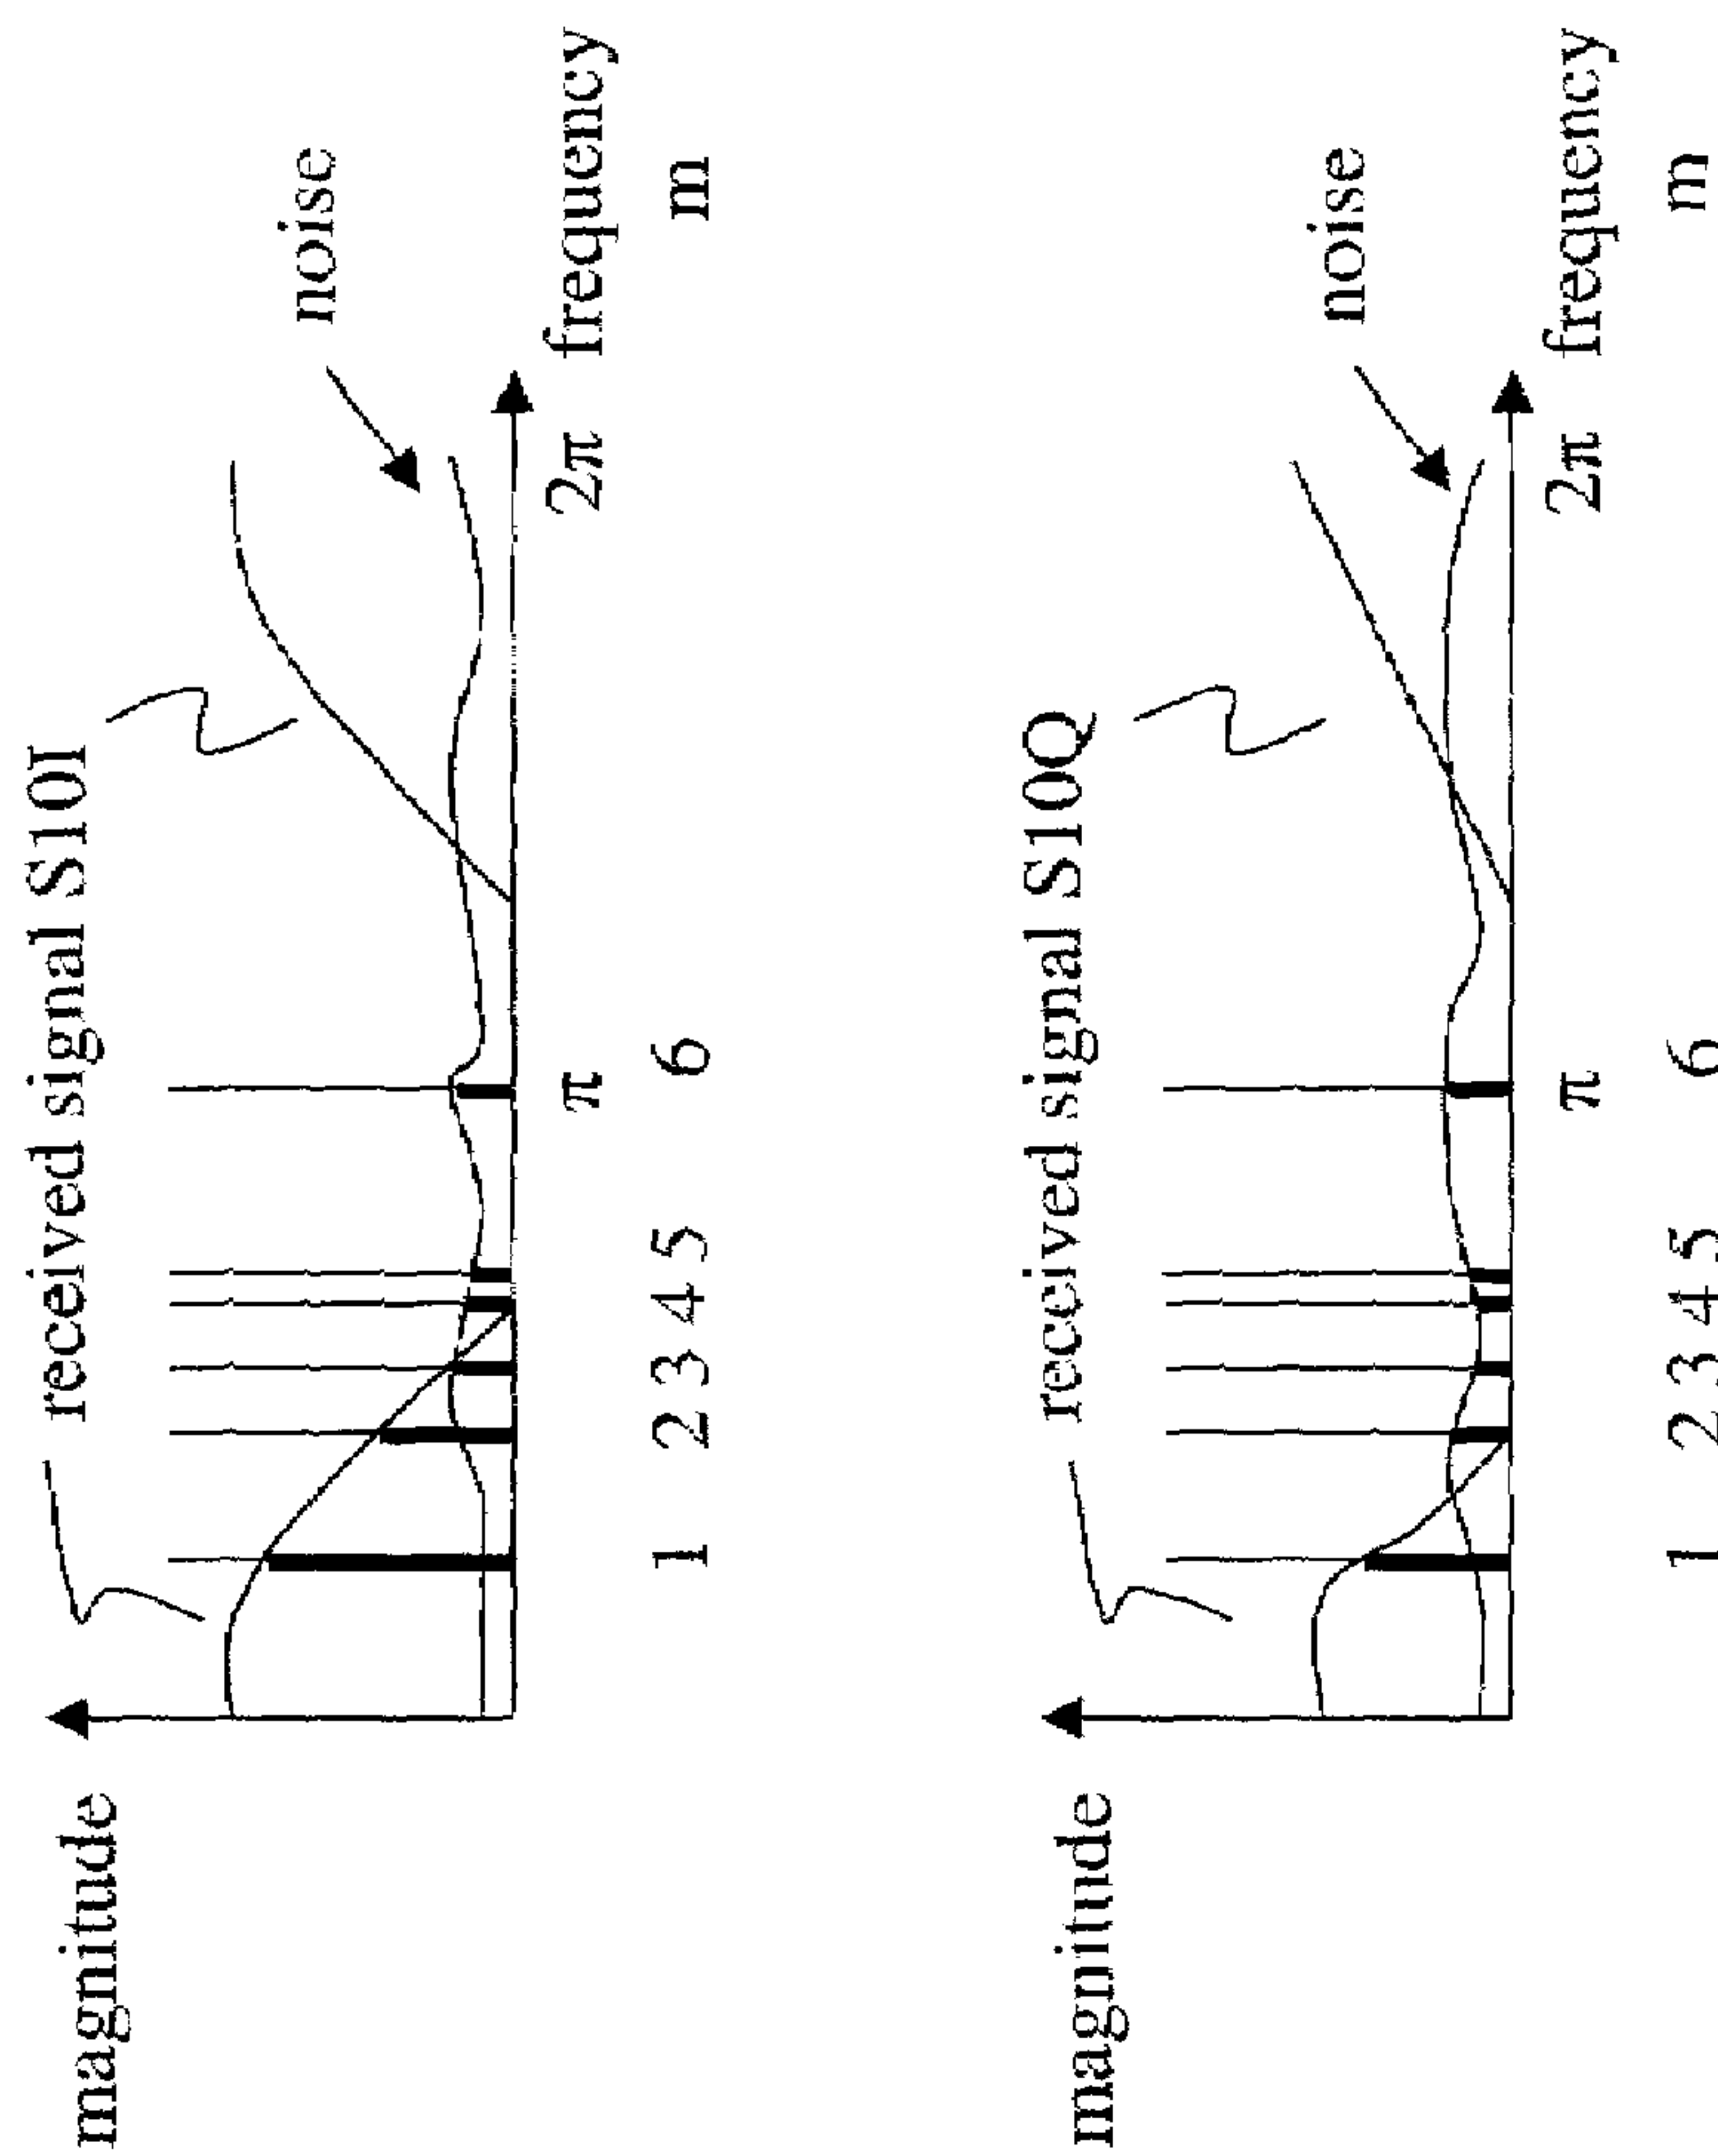 magnitude
received signal S10I
noise
π
2π frequency
1 2 3 4 5 6 m
magnitude
received signal S10Q
noise
π
2π frequency
1 2 3 4 5 6 m